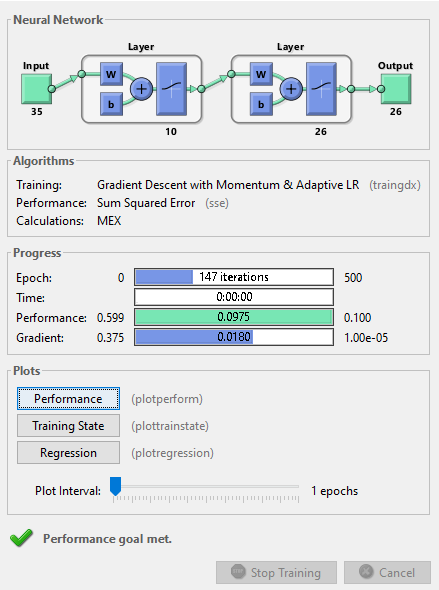 Neural Network
Layer Layer
Input W b + W b + Output
35 10 26 26
Algorithms
Training: Gradient Descent with Momentum & Adaptive LR (traingdx)
Performance: Sum Squared Error (sse)
Calculations: MEX
Progress
Epoch: 0 147 iterations 500
Time: 0:00:00
Performance: 0.599 0.0975 0.100
Gradient: 0.375 0.0180 1.00e-05
Plots
Performance (plotperform)
Training State (plottrainstate)
Regression (plotregression)
Plot Interval: 1 epochs
Performance goal met.
Stop Training Cancel